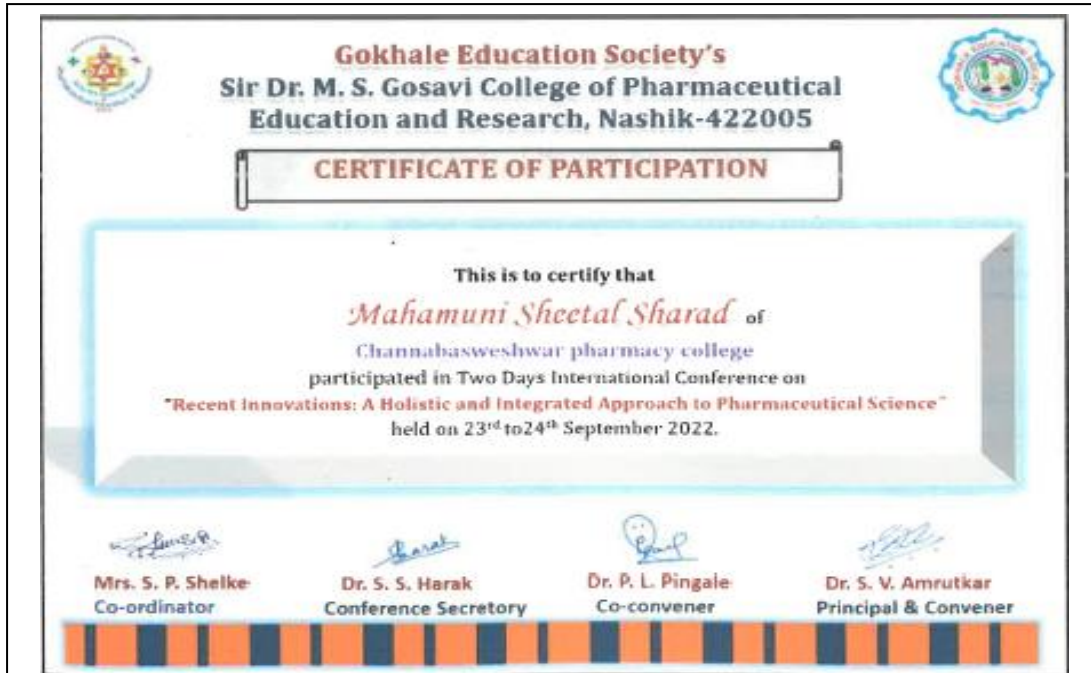 Gokhale Education Society's
Sir Dr. M. S. Gosavi College of Pharmaceutical
Education and Research, Nashik-422005
CERTIFICATE OF PARTICIPATION
This is to certify that
Mahamuni Sheetal Sharad of
Channabasweshwar pharmacy college
participated in Two Days International Conference on
"Recent Innovations: A Holistic and Integrated Approach to Pharmaceutical Science"
held on 23rd to24th September 2022.
Mrs. S. P. Shelke
Co-ordinator
Dr. S. S. Harak
Conference Secretory
Dr. P. L. Pingale
Co-convener
Dr. S. V. Amrutkar
Principal & Convener